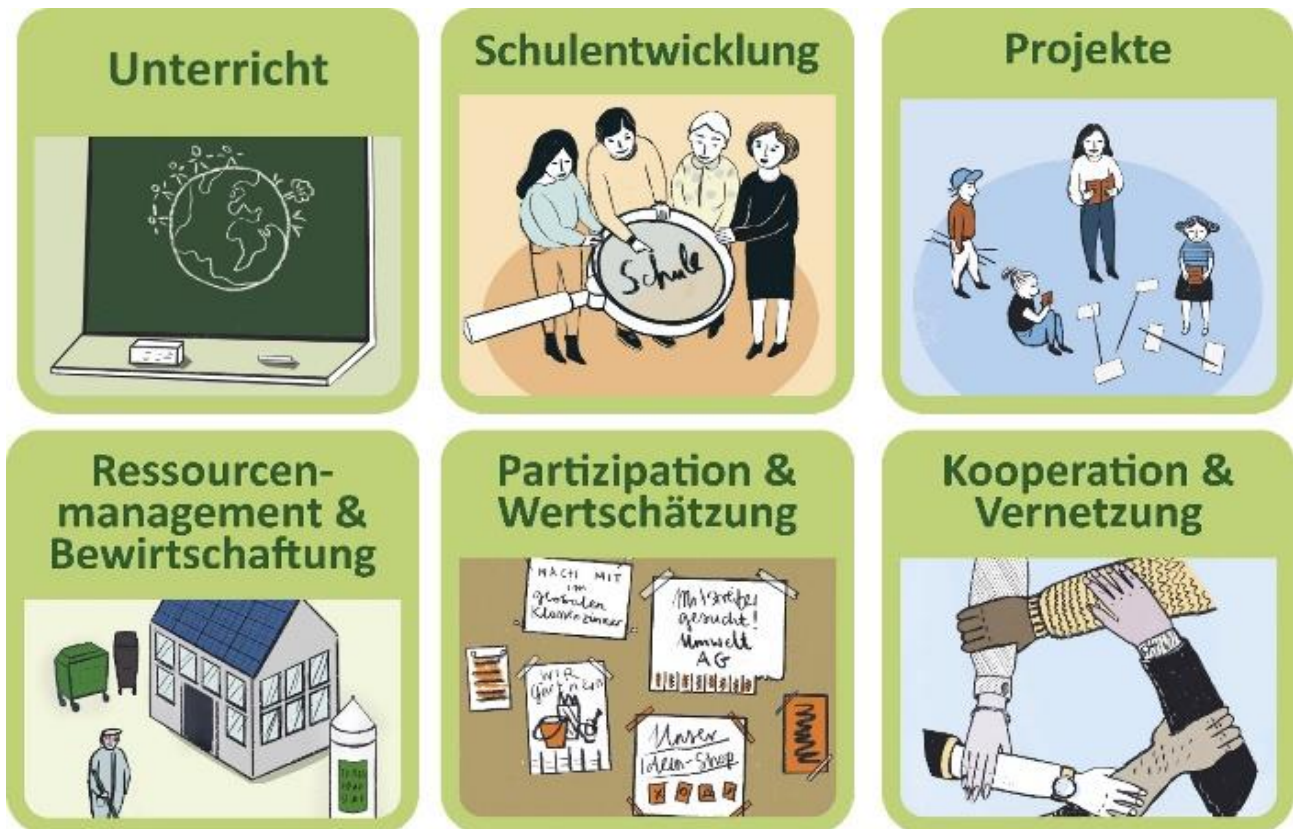 Unterricht
Schulentwicklung
Schule
Projekte
Ressourcen-
management &
Bewirtschaftung
Partizipation &
Wertschätzung
MACH MIT
im
globalen
Klassenzimmer
Mitstreiter
gesucht!
Umwelt
AG
WIR
Gärtnern
Unser
Ideen-Shop
Kooperation &
Vernetzung